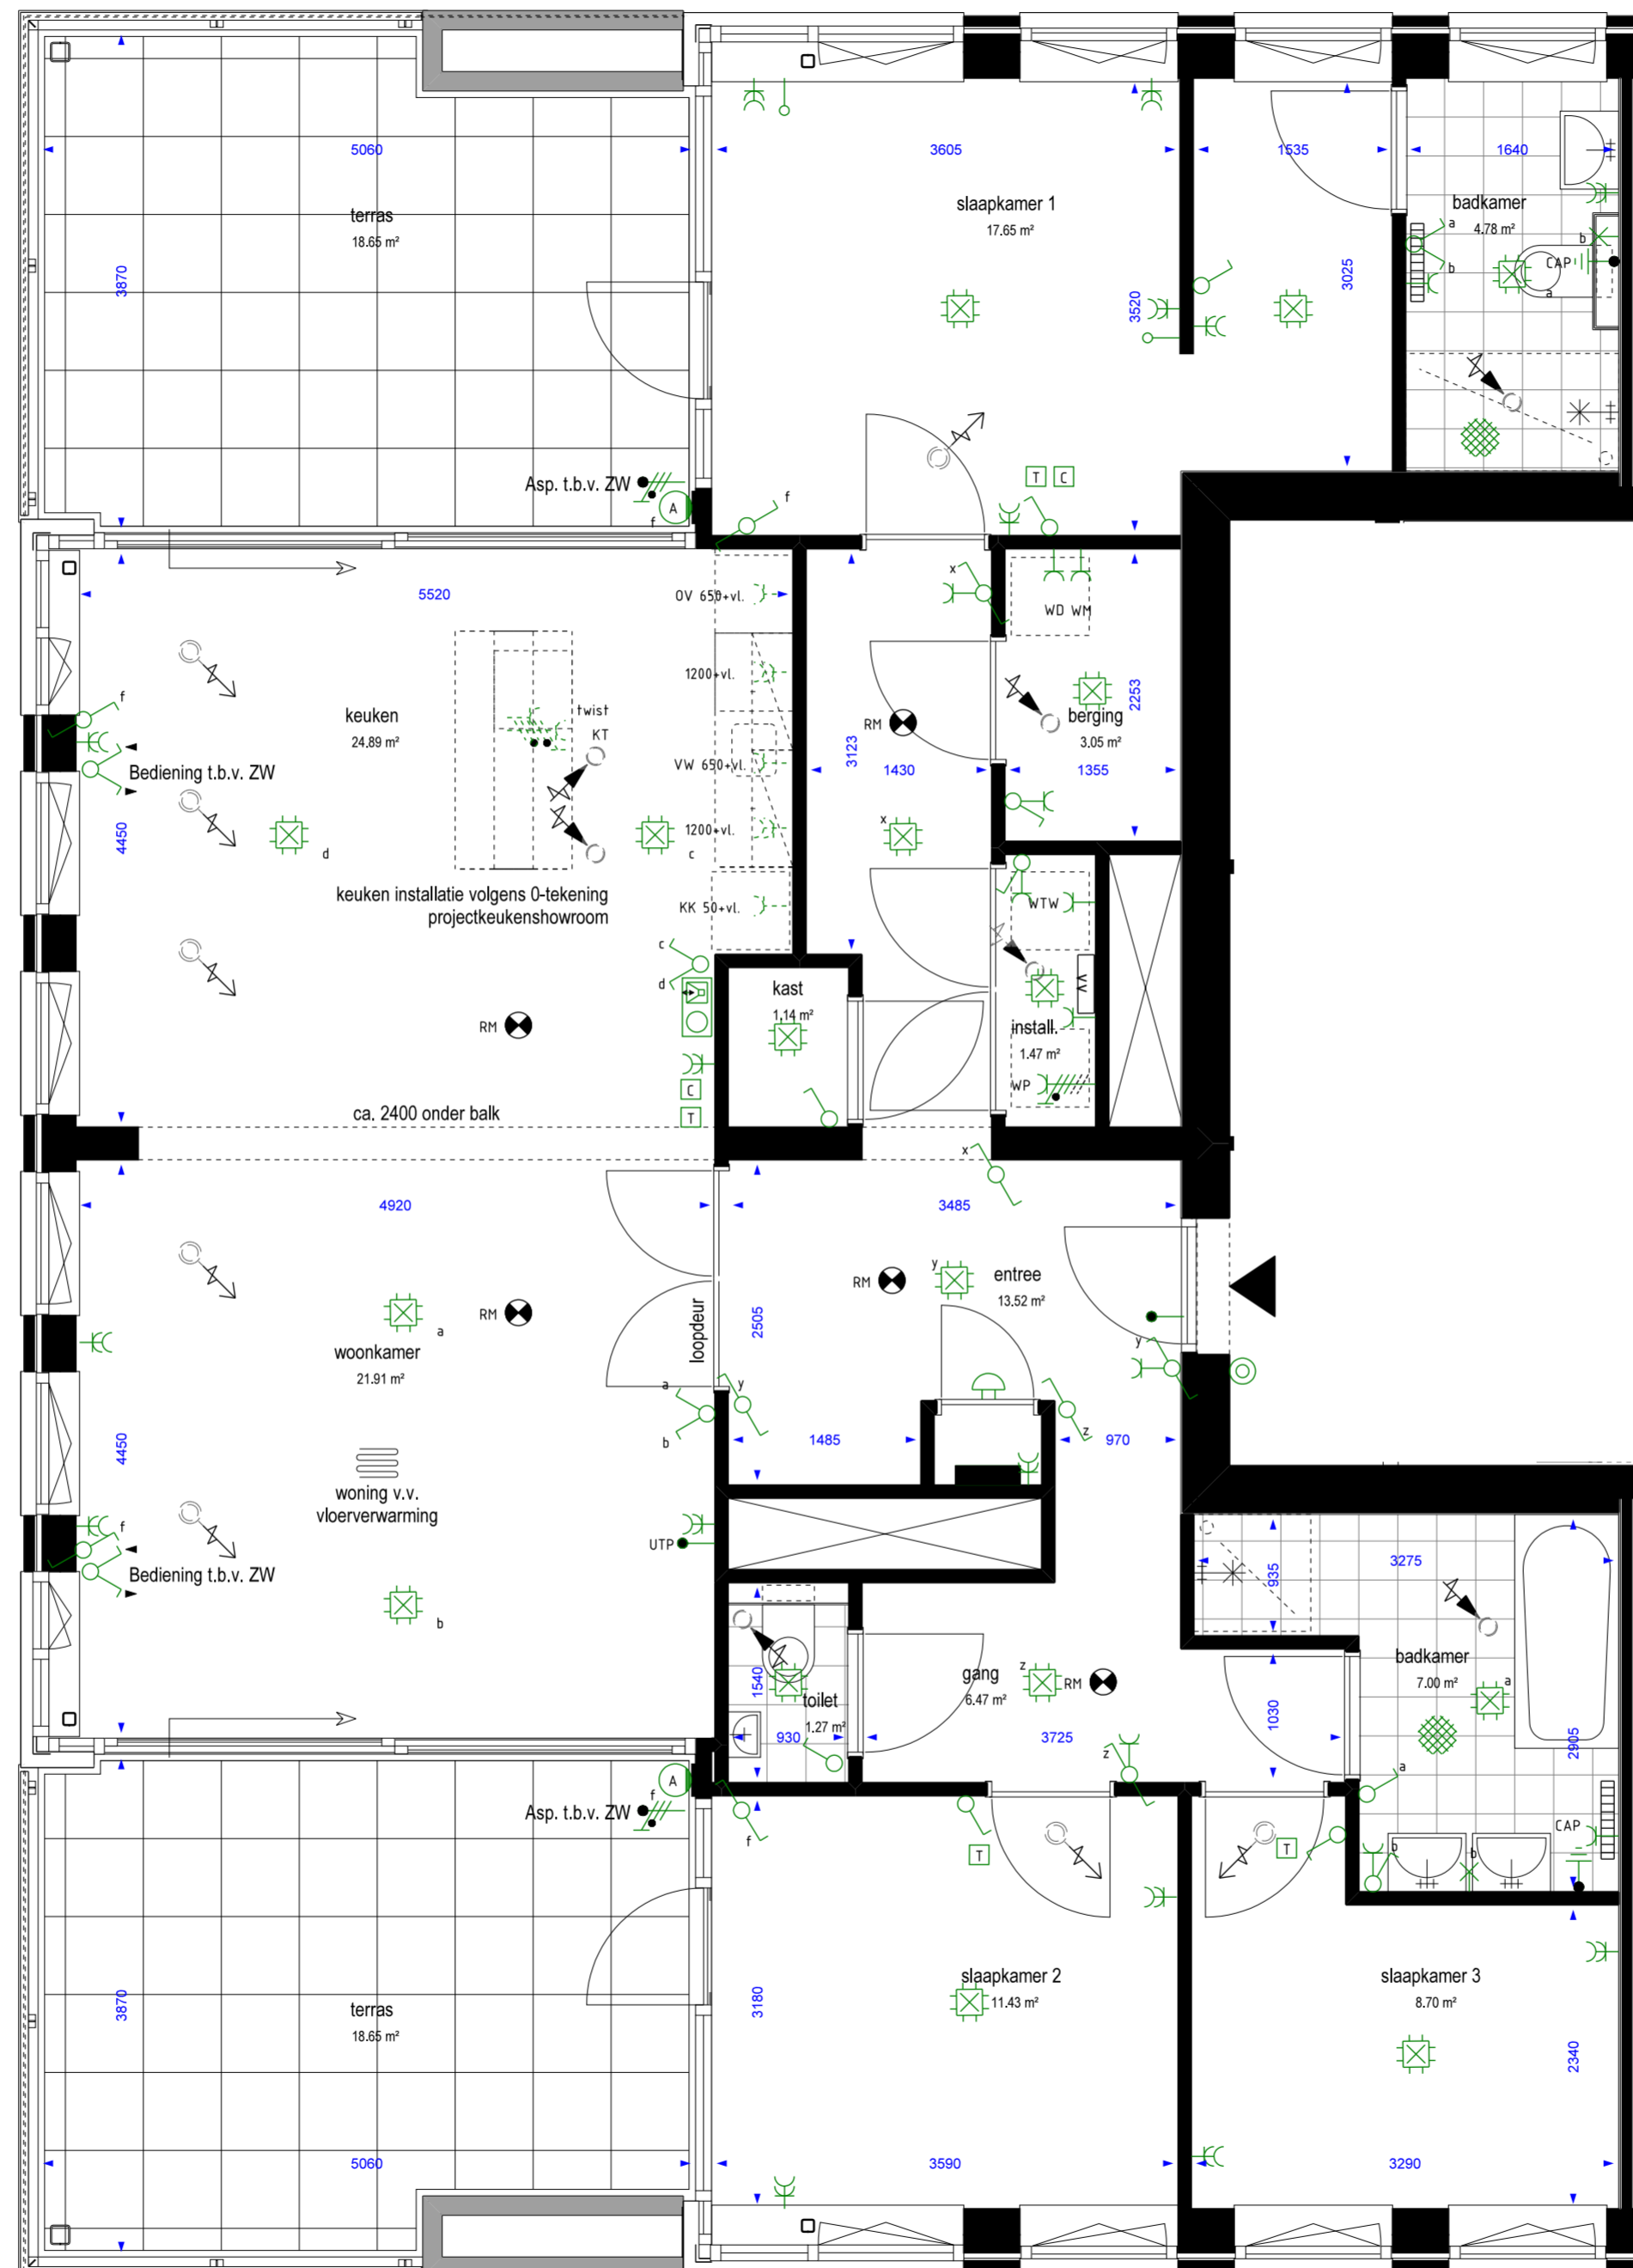 5060
3605
1535
1640
terras
18.65 m²
slaapkamer 1
17.65 m²
badkamer
4.78 m²
a
b
CAP
b
a
3870
3520
3025
Asp. t.b.v. ZW
f
A
f
T
C
5520
OV 650+vl.
x
WD WM
1200+vl.
f
keuken
24.89 m²
twist
KT
RM
berging
3.05 m²
2253
3123
Bediening t.b.v. ZW
VW 650+vl.
1430
1355
4450
d
1200+vl.
c
x
keuken installatie volgens 0-tekening
projectkeukenshowroom
KK 50+vl.
WTW
c
d
VV
kast
1.14 m²
RM
install.
1.47 m²
WP
C
T
ca. 2400 onder balk
x
4920
3485
RM
y
entree
13.52 m²
RM
a
loopdeur
2505
woonkamer
21.91 m²
y
a
y
b
z
1485
970
4450
woning v.v.
vloerverwarming
f
UTP
Bediening t.b.v. ZW
935
3275
b
badkamer
7.00 m²
a
1540
toilet
1.27 m²
930
gang
6.47 m²
z
RM
1030
3725
2905
z
a
A
f
Asp. t.b.v. ZW
f
T
T
b
b
CAP
slaapkamer 2
11.43 m²
slaapkamer 3
8.70 m²
terras
18.65 m²
3870
3180
2340
5060
3590
3290